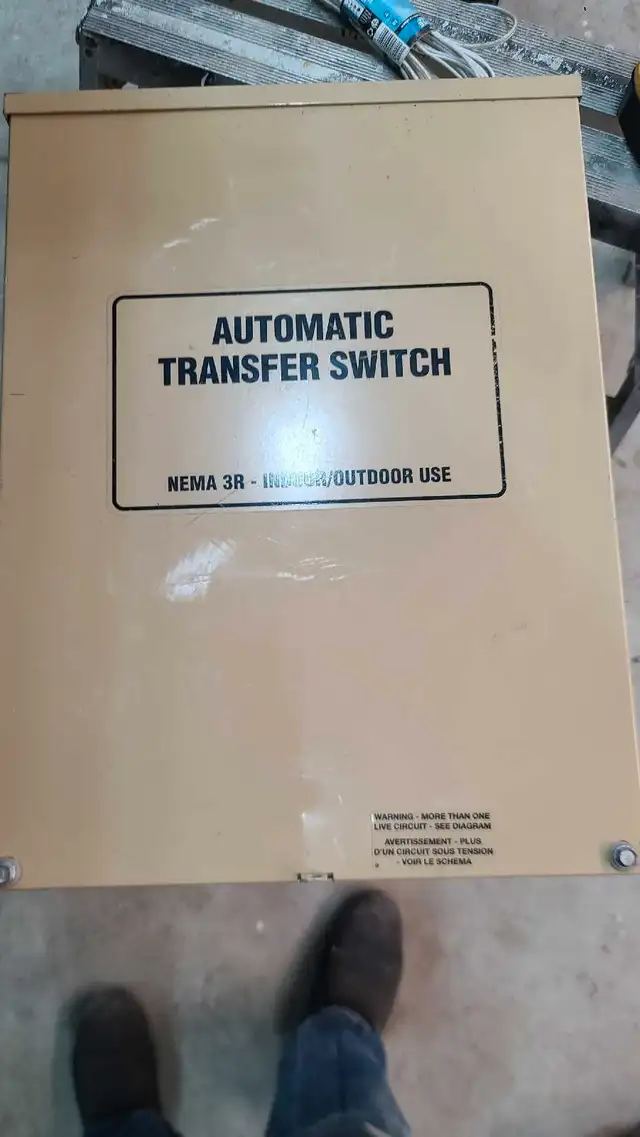 AUTOMATIC
TRANSFER SWITCH
NEMA 3R - INDOOR/OUTDOOR USE
WARNING - MORE THAN ONE
LIVE CIRCUIT - SEE DIAGRAM
AVERTISSEMENT - PLUS
D'UN CIRCUIT SOUS TENSION
- VOIR LE SCHEMA